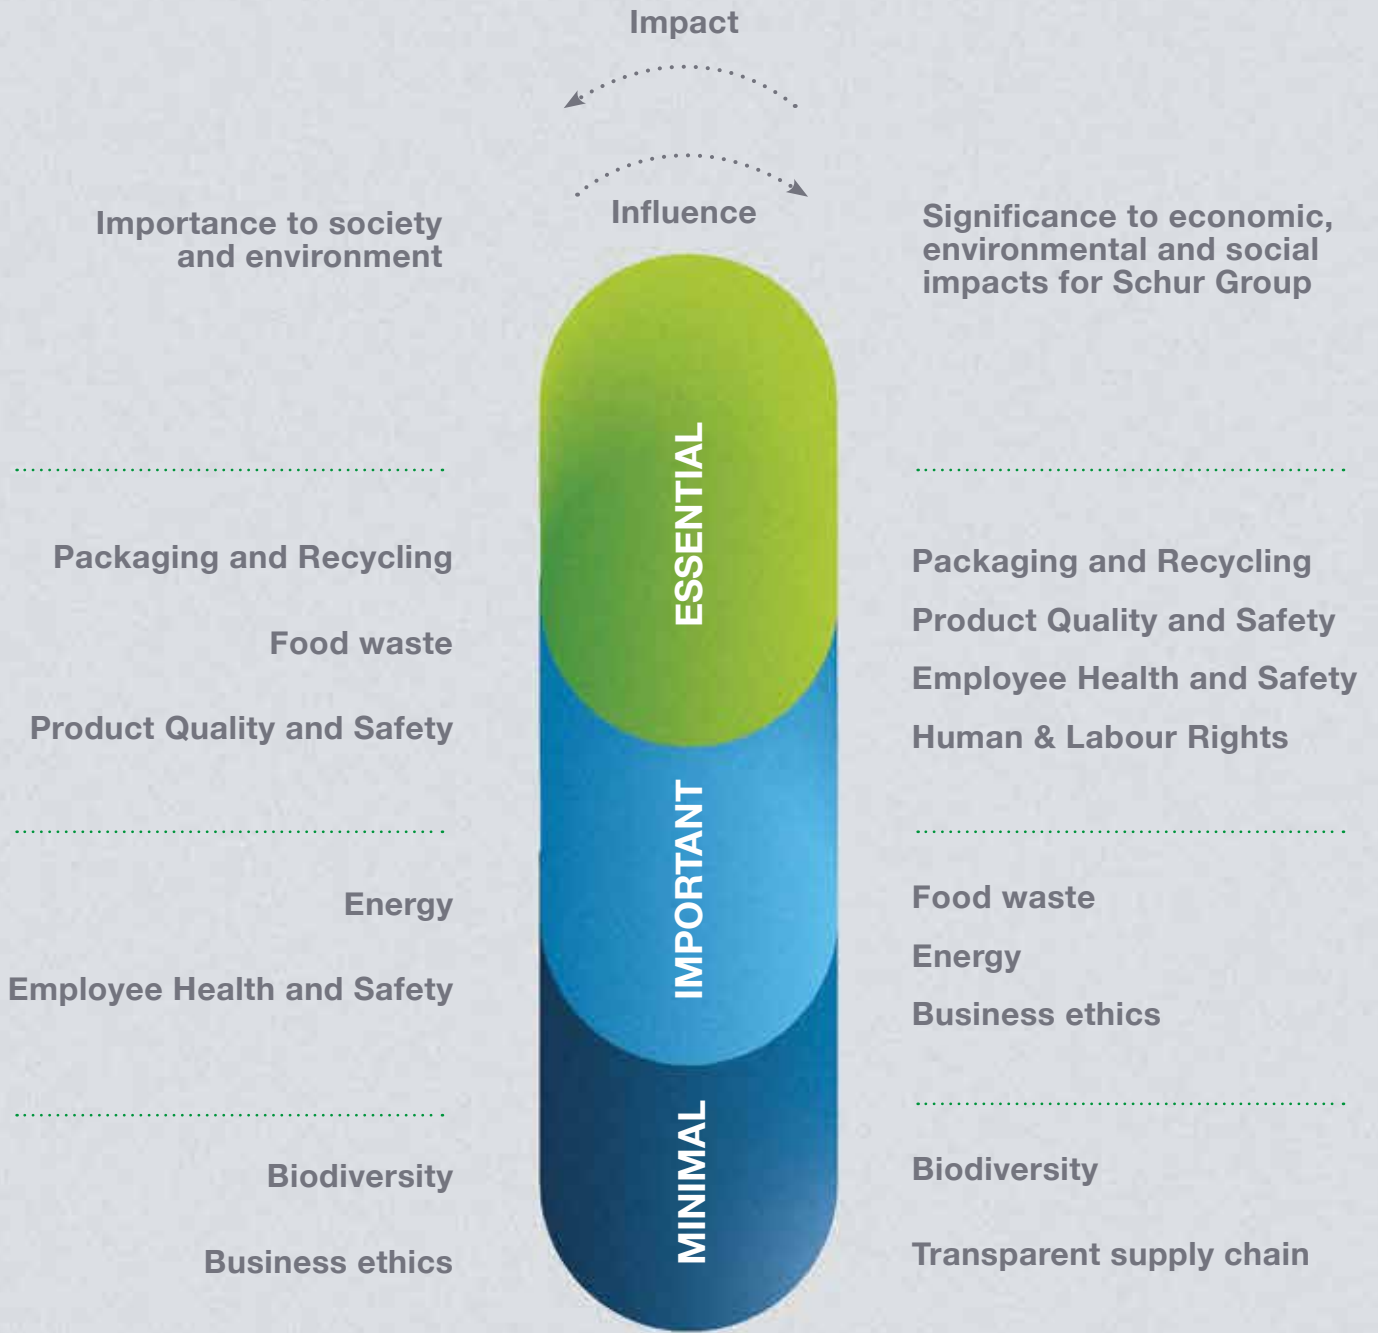 Impact
Influence
Importance to society
and environment
Significance to economic,
environmental and social
impacts for Schur Group
ESSENTIAL
Packaging and Recycling
Food waste
Product Quality and Safety
Packaging and Recycling
Product Quality and Safety
Employee Health and Safety
Human & Labour Rights
IMPORTANT
Energy
Employee Health and Safety
Food waste
Energy
Business ethics
MINIMAL
Biodiversity
Business ethics
Biodiversity
Transparent supply chain